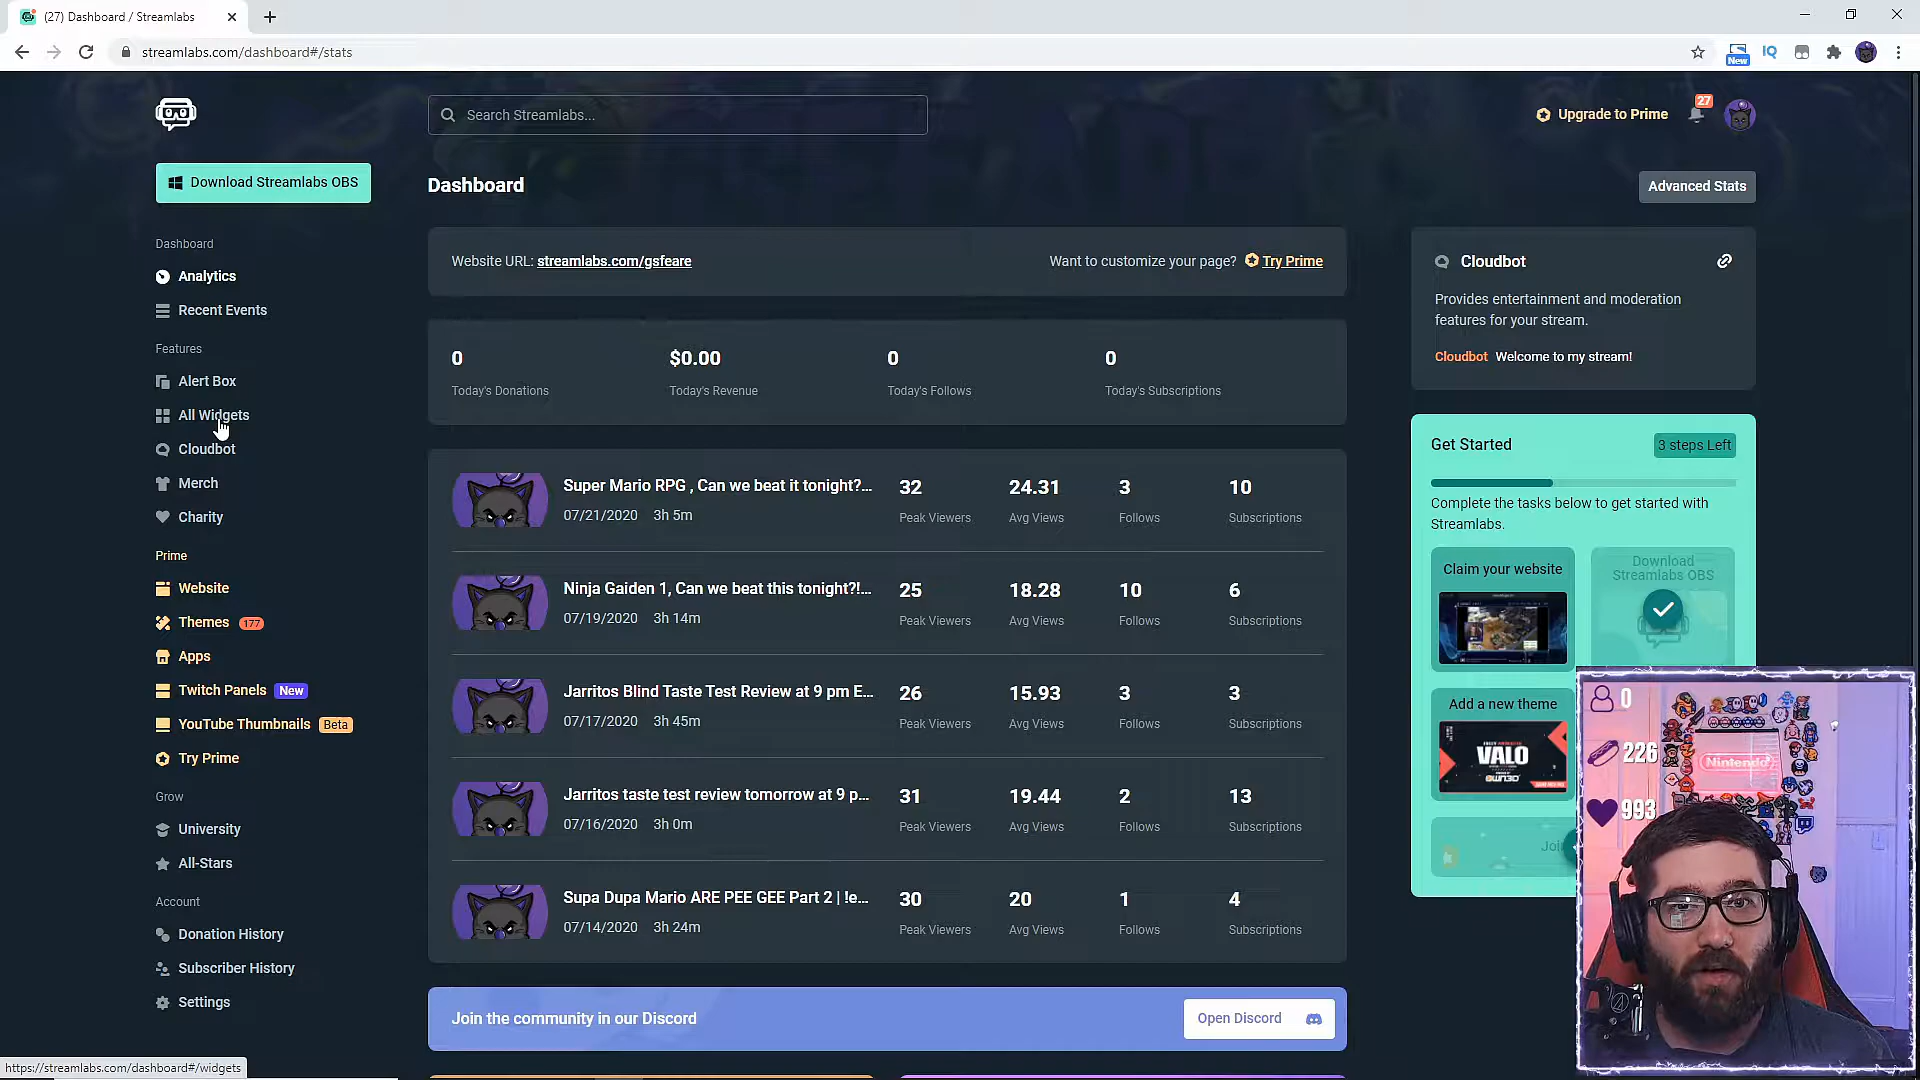 (27) Dashboard / Streamlabs
streamlabs.com/dashboard#/stats
New
IQ
Search Streamlabs...
Upgrade to Prime
27
Download Streamlabs OBS
Dashboard
Advanced Stats
Dashboard
Analytics
Recent Events
Features
Alert Box
All Widgets
Cloudbot
Merch
Charity
Prime
Website
Themes 177
Apps
Twitch Panels New
YouTube Thumbnails Beta
Try Prime
Grow
University
All-Stars
Account
Donation History
Subscriber History
Settings
Website URL: streamlabs.com/gsfeare
Want to customize your page? Try Prime
0 $0.00 0 0
Today's Donations Today's Revenue Today's Follows Today's Subscriptions
Super Mario RPG , Can we beat it tonight?... 32 24.31 3 10
07/21/2020 3h 5m Peak Viewers Avg Views Follows Subscriptions
Ninja Gaiden 1, Can we beat this tonight?!... 25 18.28 10 6
07/19/2020 3h 14m Peak Viewers Avg Views Follows Subscriptions
Jarritos Blind Taste Test Review at 9 pm E... 26 15.93 3 3
07/17/2020 3h 45m Peak Viewers Avg Views Follows Subscriptions
Jarritos taste test review tomorrow at 9 p... 31 19.44 2 13
07/16/2020 3h 0m Peak Viewers Avg Views Follows Subscriptions
Supa Dupa Mario ARE PEE GEE Part 2 | !e... 30 20 1 4
07/14/2020 3h 24m Peak Viewers Avg Views Follows Subscriptions
Join the community in our Discord
Open Discord
Cloudbot
Provides entertainment and moderation
features for your stream.
Cloudbot Welcome to my stream!
Get Started
3 steps Left
Complete the tasks below to get started with
Streamlabs.
Claim your website
Download
Streamlabs OBS
Add a new theme
VALO
OWN3D
Joi
0
226
993
Nintendo
https://streamlabs.com/dashboard#/widgets